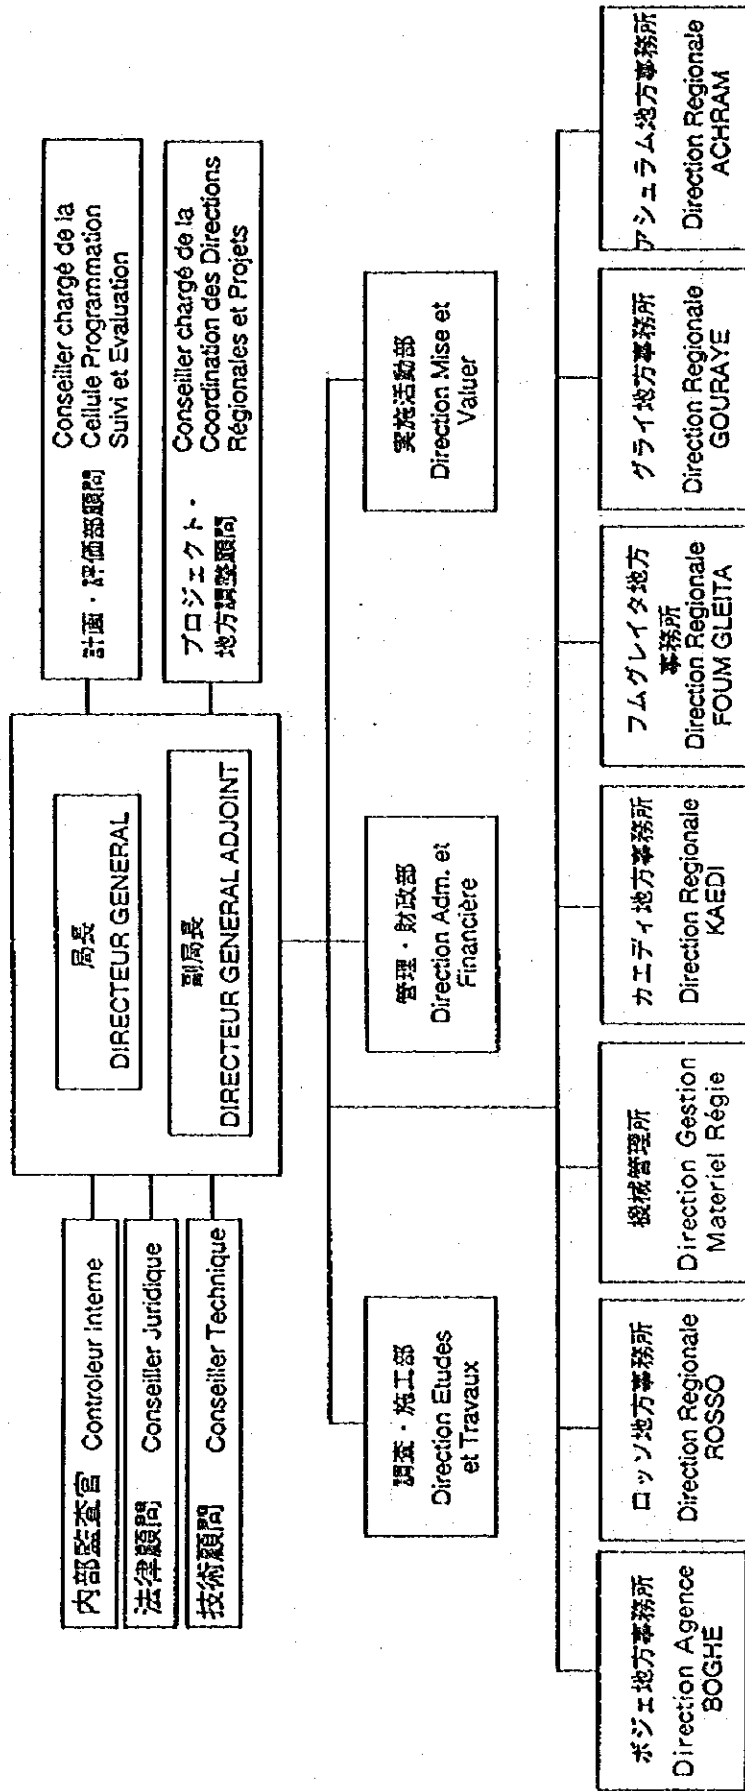 局長
DIRECTEUR GENERAL
副局長
DIRECTEUR GENERAL ADJOINT
内部監査官 Controleur Interne
法律顧問 Conseiller Juridique
技術顧問 Conseiller Technique
計画・評価部顧問
Conseiller chargé de la
Cellule Programmation
Suivi et Evaluation
プロジェクト・
地方調整顧問
Conseiller chargé de la
Coordination des Directions
Régionales et Projets
調査・施工部
Direction Etudes
et Travaux
管理・財政部
Direction Adm. et
Financière
実施活動部
Direction Mise et
Valuer
ボジェ地方事務所
Direction Agence
BOGHE
ロッソ地方事務所
Direction Regionale
ROSSO
機械管理所
Direction Gestion
Materiel Régie
カエディ地方事務所
Direction Regionale
KAEDI
フムグレイタ地方
事務所
Direction Regionale
FOUM GLEITA
グライ地方事務所
Direction Regionale
GOURAYE
アシュラム地方事務所
Direction Regionale
ACHRAM